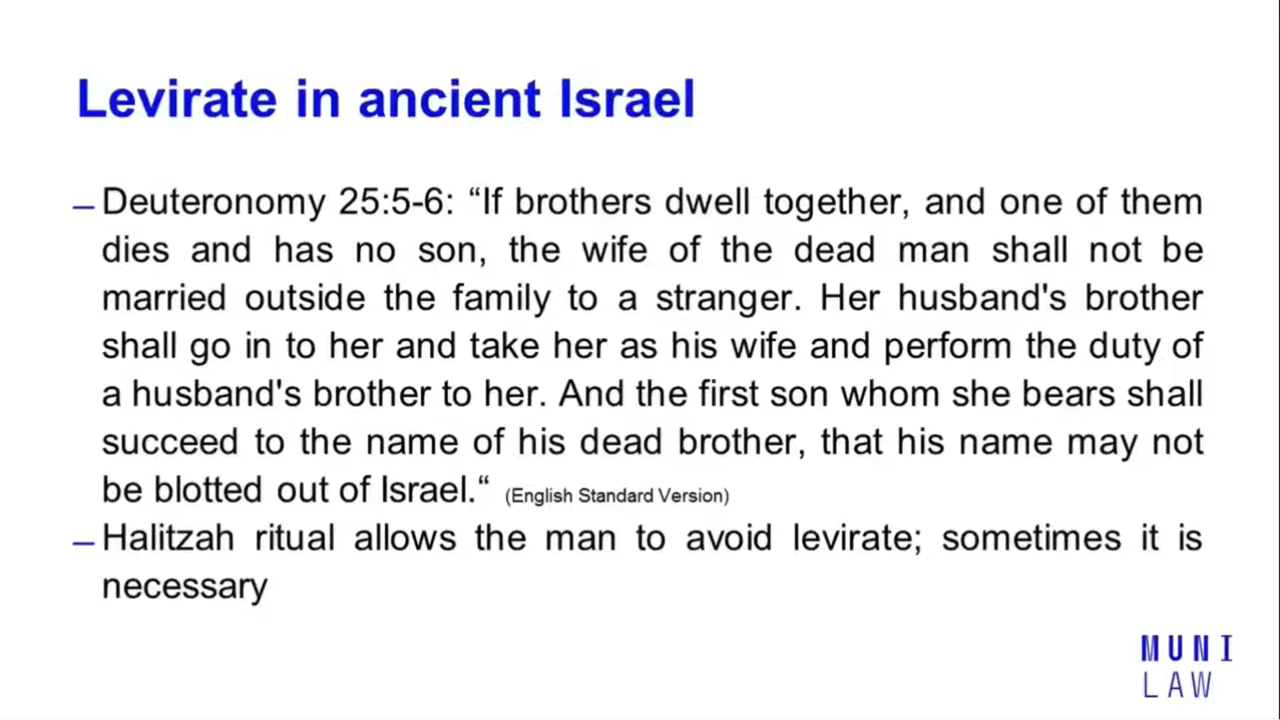 Levirate in ancient Israel
– Deuteronomy 25:5-6: “If brothers dwell together, and one of them
dies and has no son, the wife of the dead man shall not be
married outside the family to a stranger. Her husband's brother
shall go in to her and take her as his wife and perform the duty of
a husband's brother to her. And the first son whom she bears shall
succeed to the name of his dead brother, that his name may not
be blotted out of Israel.“ (English Standard Version)
– Halitzah ritual allows the man to avoid levirate; sometimes it is
necessary
MUNI
LAW